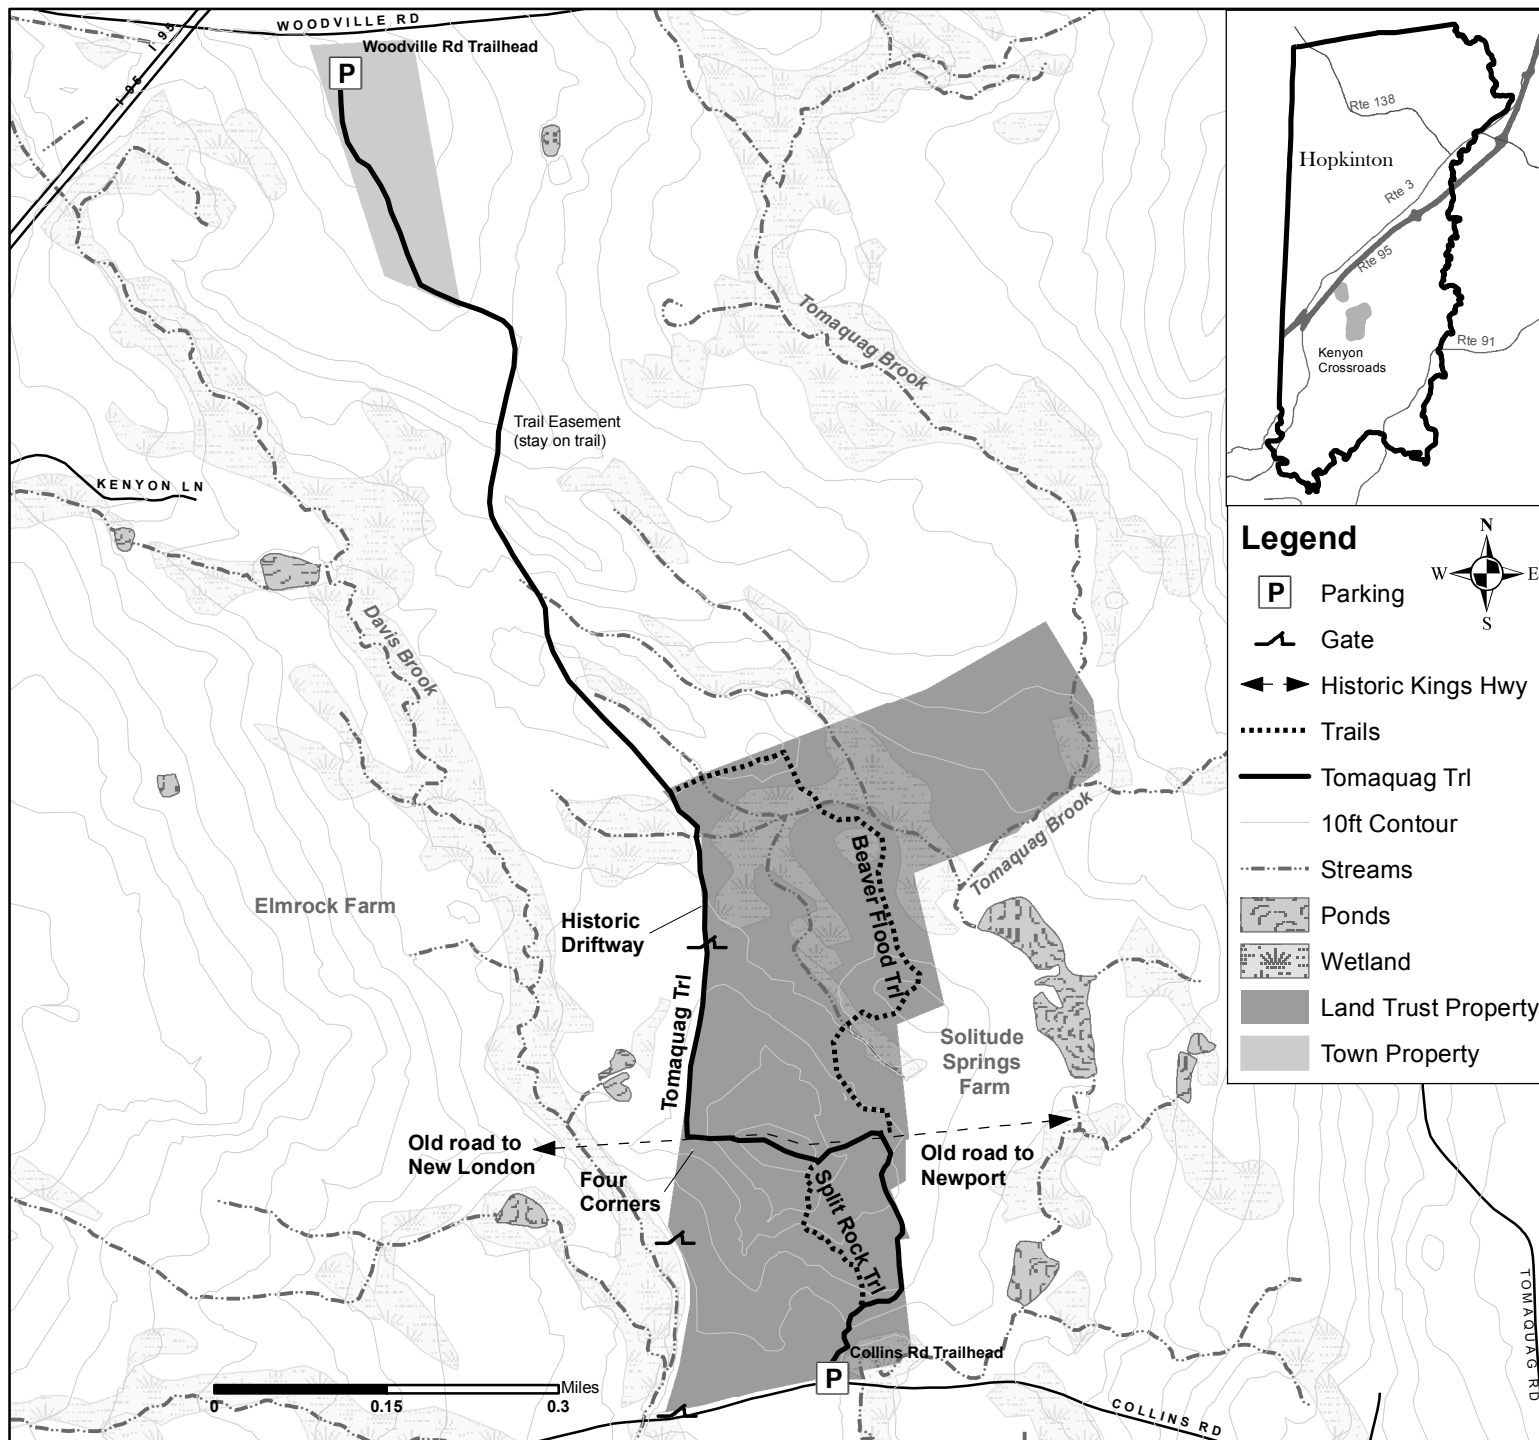 WOODVILLE RD
I 95
I 95
Woodville Rd Trailhead
P
Tomaquag Brook
Trail Easement
(stay on trail)
KENYON LN
Davis Brook
Tomaquag Brook
Beaver Flood Trl
Elmrock Farm
Historic
Driftway
Tomaquag Trl
Solitude
Springs
Farm
Old road to
New London
Old road to
Newport
Four
Corners
Split Rock Trl
Collins Rd Trailhead
P
Miles
0
0.15
0.3
COLLINS RD
TOMAQUAG RD
Rte 138
Hopkinton
Rte 3
Rte 95
Rte 91
Kenyon
Crossroads
Legend
N
W
E
S
P
Parking
Gate
Historic Kings Hwy
Trails
Tomaquag Trl
10ft Contour
Streams
Ponds
Wetland
Land Trust Property
Town Property